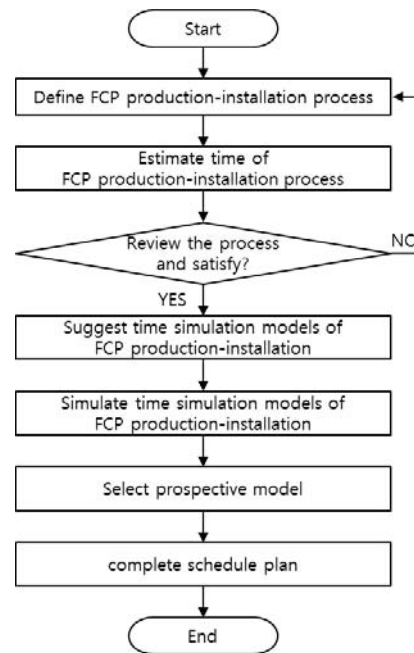 Start
Define FCP production-installation process
Estimate time of
FCP production-installation process
Review the process
and satisfy?
NO
YES
Suggest time simulation models of
FCP production-installation
Simulate time simulation models of
FCP production-installation
Select prospective model
complete schedule plan
End